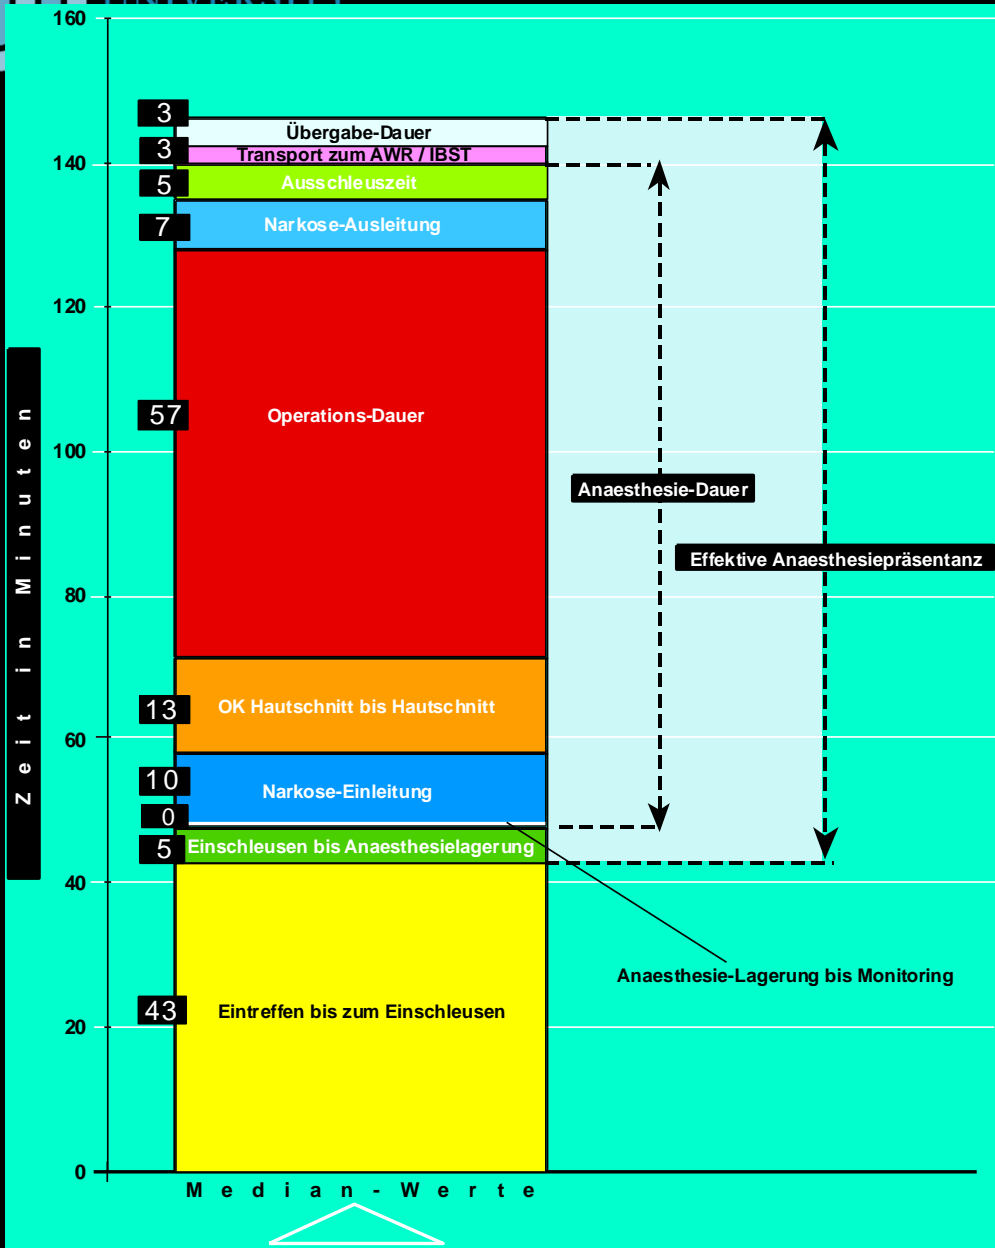 160
3
Übergabe-Dauer
3
Transport zum AWR / IBST
140
5
Ausschleuszeit
7
Narkose-Ausleitung
120
57
Operations-Dauer
100
Anaesthesie-Dauer
Effektive Anaesthesiepräsentanz
80
13
OK Hautschnitt bis Hautschnitt
60
10
Narkose-Einleitung
0
5
Einschleusen bis Anaesthesielagerung
40
Anaesthesie-Lagerung bis Monitoring
43
Eintreffen bis zum Einschleusen
20
0
Zeit in Minuten
Median-Werte